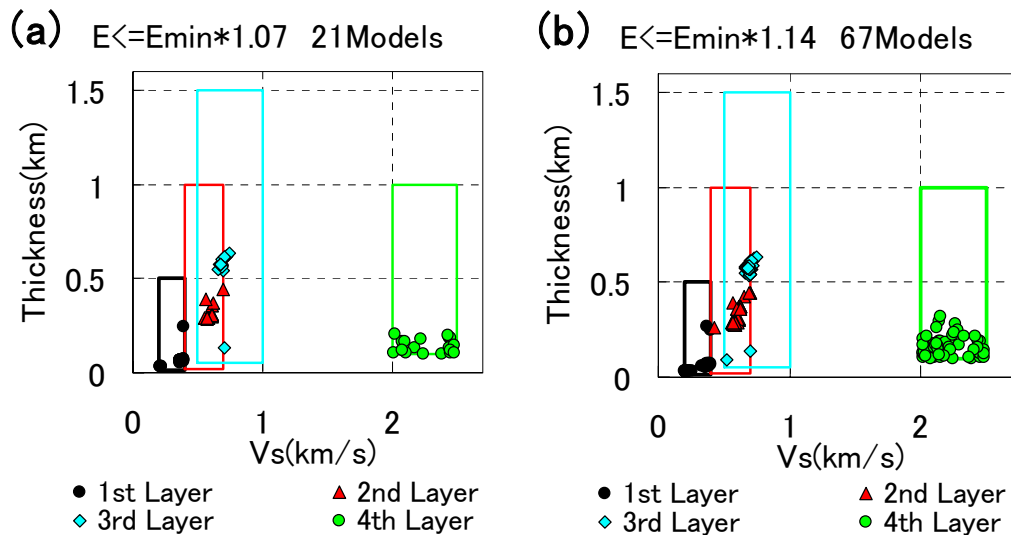 (a) E<=Emin*1.07 21Models
1.5
1
0.5
0
Thickness(km)
0 1 2
Vs(km/s)
1st Layer 2nd Layer
3rd Layer 4th Layer
(b) E<=Emin*1.14 67Models
1.5
1
0.5
0
Thickness(km)
0 1 2
Vs(km/s)
1st Layer 2nd Layer
3rd Layer 4th Layer